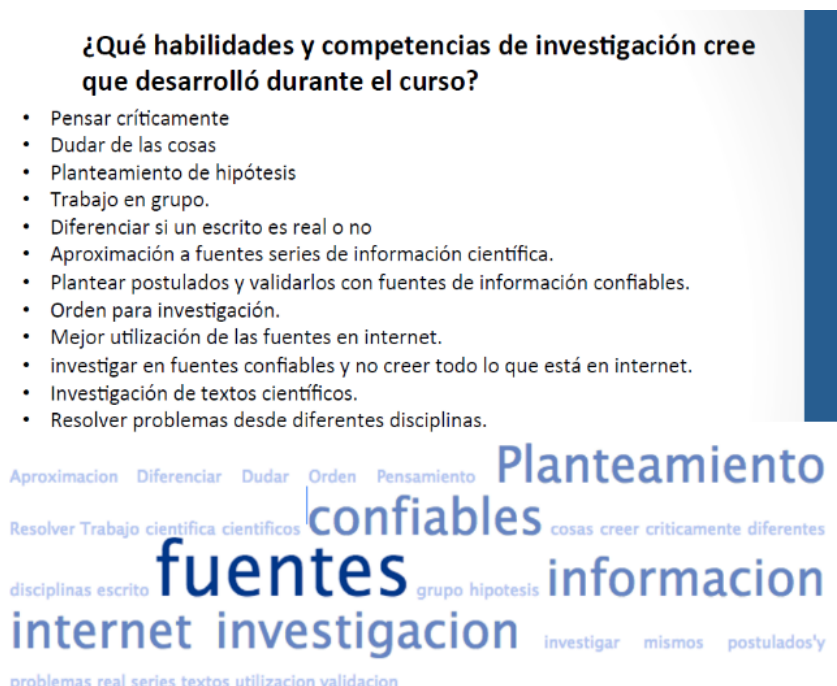 ¿Qué habilidades y competencias de investigación cree
que desarrolló durante el curso?
• Pensar críticamente
• Dudar de las cosas
• Planteamiento de hipótesis
• Trabajo en grupo.
• Diferenciar si un escrito es real o no
• Aproximación a fuentes series de información científica.
• Plantear postulados y validarlos con fuentes de información confiables.
• Orden para investigación.
• Mejor utilización de las fuentes en internet.
• investigar en fuentes confiables y no creer todo lo que está en internet.
• Investigación de textos científicos.
• Resolver problemas desde diferentes disciplinas.
Aproximacion Diferenciar Dudar Orden Pensamiento Planteamiento
Resolver Trabajo cientifica cientificos confiables cosas creer criticamente diferentes
disciplinas escrito fuentes grupo hipotesis informacion
internet investigacion investigar mismos postulados'y
problemas real series textos utilizacion validacion